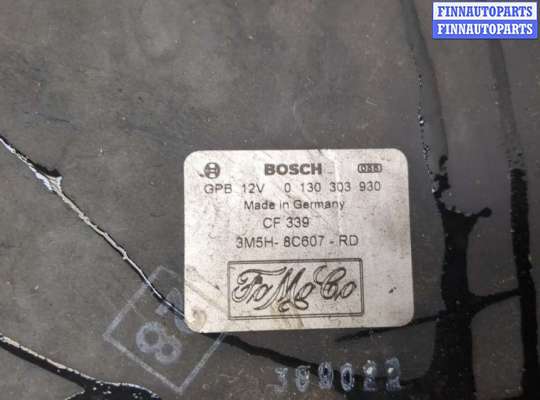 FINNAUTOPARTS
FINNAUTOPARTS
BOSCH 088
GPB 12V 0 130 303 930
Made in Germany
CF 339
3M5H- 8C607 - RD
FoMoCo
309022